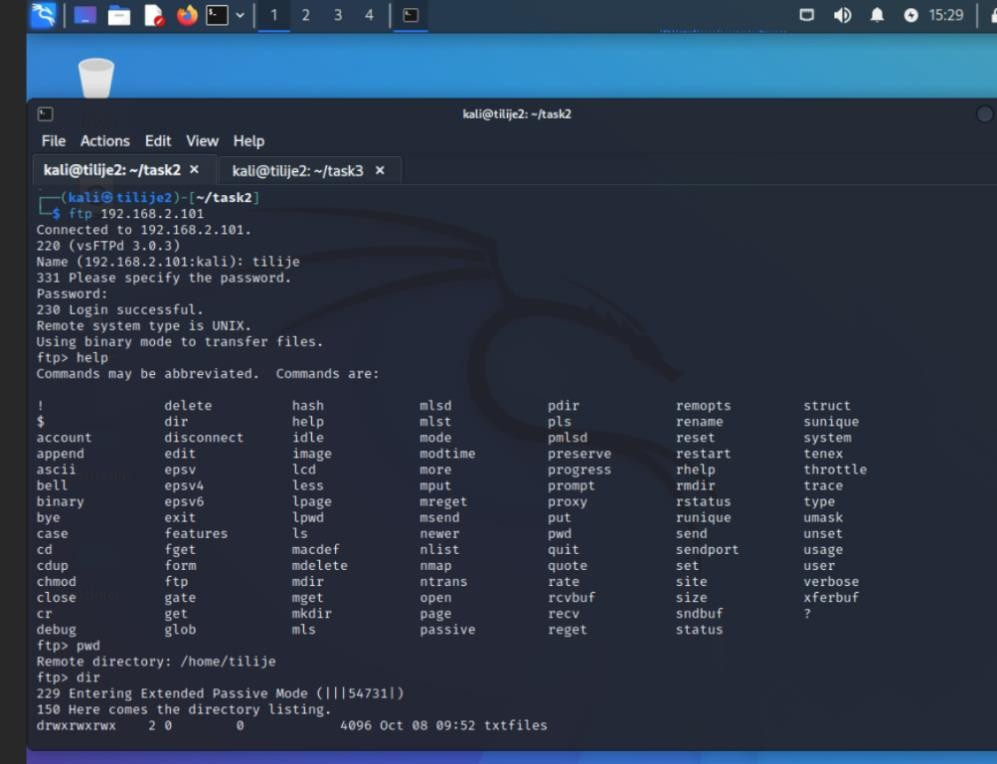 1 2 3 4 15:29
kali@tilije2: ~/task2
File Actions Edit View Help
kali@tilije2: ~/task2 × kali@tilije2: ~/task3 ×
┌──(kali㉿tilije2)-[~/task2]
└─$ ftp 192.168.2.101
Connected to 192.168.2.101.
220 (vsFTPd 3.0.3)
Name (192.168.2.101:kali): tilije
331 Please specify the password.
Password:
230 Login successful.
Remote system type is UNIX.
Using binary mode to transfer files.
ftp> help
Commands may be abbreviated.  Commands are:
! delete hash mlsd pdir remopts struct
$ dir help mlst pls rename sunique
account disconnect idle mode pmlsd reset system
append edit image modtime preserve restart tenex
ascii epsv lcd more progress rhelp throttle
bell epsv4 less mput prompt rmdir trace
binary epsv6 lpage mreget proxy rstatus type
bye exit lpwd msend put runique umask
case features ls newer pwd send unset
cd fget macdef nlist quit sendport usage
cdup form mdelete nmap quote set user
chmod ftp mdir ntrans rate site verbose
close gate mget open rcvbuf size xferbuf
cr get mkdir page recv sndbuf ?
debug glob mls passive reget status
ftp> pwd
Remote directory: /home/tilije
ftp> dir
229 Entering Extended Passive Mode (|||54731|)
150 Here comes the directory listing.
drwxrwxrwx 2 0 0 4096 Oct 08 09:52 txtfiles